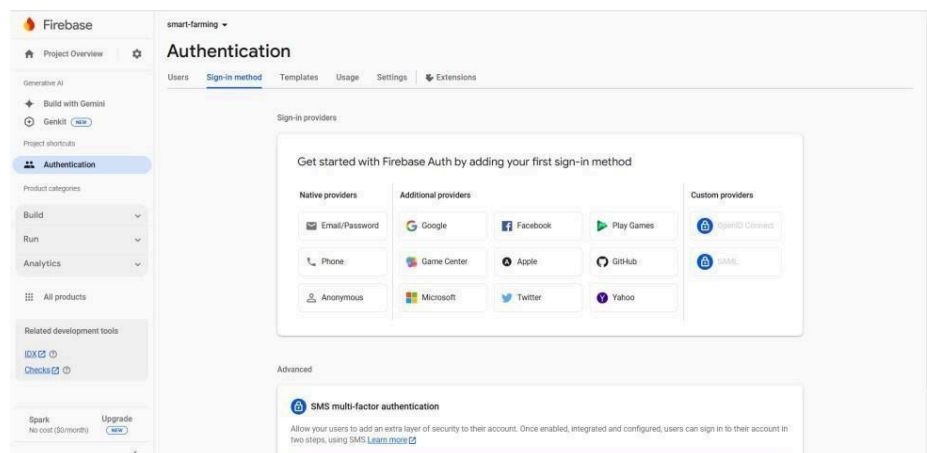 Firebase
Project Overview
Generative AI
Build with Gemini
Genkit NEW
Project shortcuts
Authentication
Product categories
Build
Run
Analytics
All products
Related development tools
IDX
Checks
Spark
No cost ($0/month)
Upgrade
NEW
smart-farming
Authentication
Users Sign-in method Templates Usage Settings Extensions
Sign-in providers
Get started with Firebase Auth by adding your first sign-in method
Native providers Additional providers Custom providers
Email/Password Google Facebook Play Games OpenID Connect
Phone Game Center Apple GitHub SAML
Anonymous Microsoft Twitter Yahoo
Advanced
SMS multi-factor authentication
Allow your users to add an extra layer of security to their account. Once enabled, integrated and configured, users can sign in to their account in
two steps, using SMS. Learn more